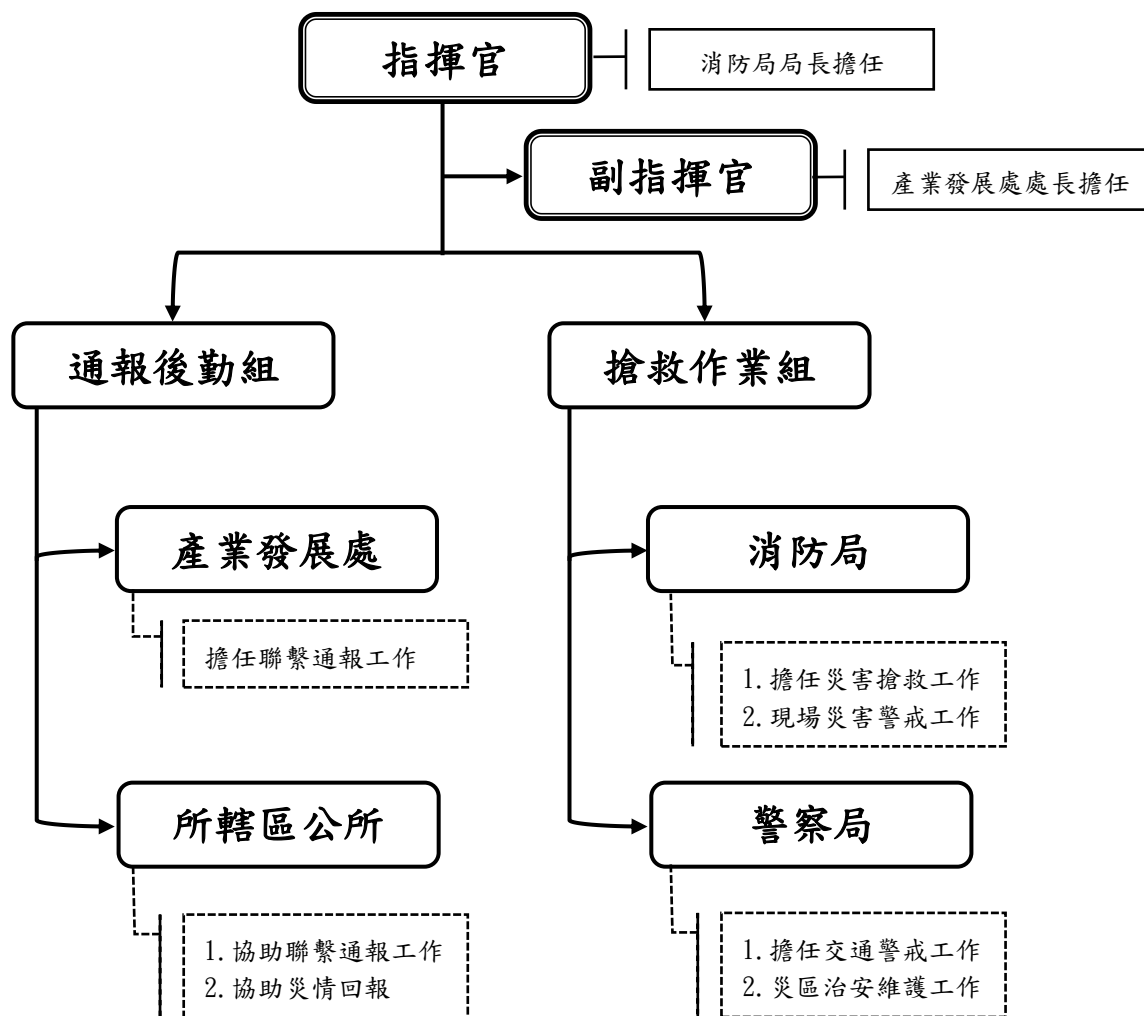 指揮官
消防局局長擔任
副指揮官
產業發展處處長擔任
通報後勤組
搶救作業組
產業發展處
消防局
擔任聯繫通報工作
1.擔任災害搶救工作
2.現場災害警戒工作
所轄區公所
警察局
1.協助聯繫通報工作
2.協助災情回報
1.擔任交通警戒工作
2.災區治安維護工作